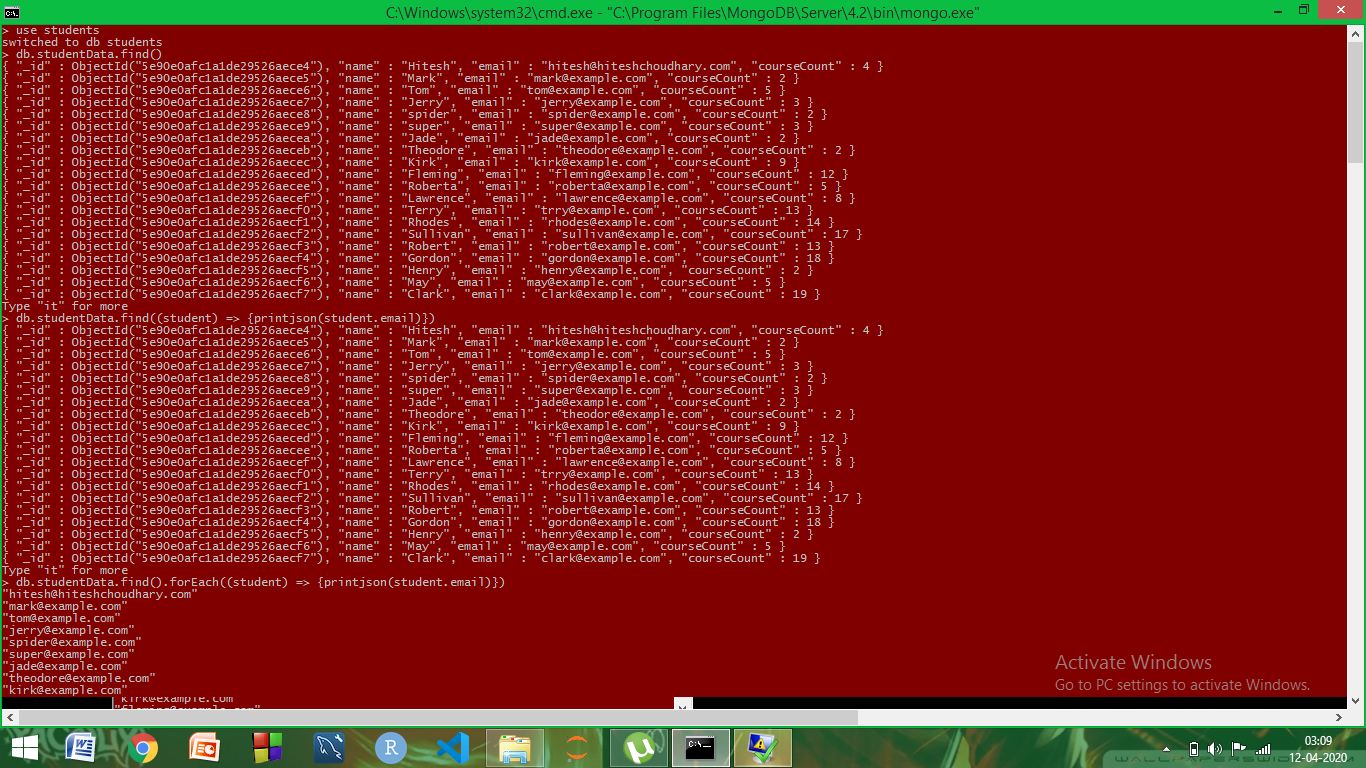 C:\Windows\system32\cmd.exe - "C:\Program Files\MongoDB\Server\4.2\bin\mongo.exe"
> use students
switched to db students
> db.studentData.find()
{ "_id" : ObjectId("5e90e0afc1a1de29526aece4"), "name" : "Hitesh", "email" : "hitesh@hiteshchoudhary.com", "courseCount" : 4 }
{ "_id" : ObjectId("5e90e0afc1a1de29526aece5"), "name" : "Mark", "email" : "mark@example.com", "courseCount" : 2 }
{ "_id" : ObjectId("5e90e0afc1a1de29526aece6"), "name" : "Tom", "email" : "tom@example.com", "courseCount" : 5 }
{ "_id" : ObjectId("5e90e0afc1a1de29526aece7"), "name" : "Jerry", "email" : "jerry@example.com", "courseCount" : 3 }
{ "_id" : ObjectId("5e90e0afc1a1de29526aece8"), "name" : "spider", "email" : "spider@example.com", "courseCount" : 2 }
{ "_id" : ObjectId("5e90e0afc1a1de29526aece9"), "name" : "super", "email" : "super@example.com", "courseCount" : 3 }
{ "_id" : ObjectId("5e90e0afc1a1de29526aecea"), "name" : "Jade", "email" : "jade@example.com", "courseCount" : 2 }
{ "_id" : ObjectId("5e90e0afc1a1de29526aeceb"), "name" : "Theodore", "email" : "theodore@example.com", "courseCount" : 2 }
{ "_id" : ObjectId("5e90e0afc1a1de29526aecec"), "name" : "Kirk", "email" : "kirk@example.com", "courseCount" : 9 }
{ "_id" : ObjectId("5e90e0afc1a1de29526aeced"), "name" : "Fleming", "email" : "fleming@example.com", "courseCount" : 12 }
{ "_id" : ObjectId("5e90e0afc1a1de29526aecee"), "name" : "Roberta", "email" : "roberta@example.com", "courseCount" : 5 }
{ "_id" : ObjectId("5e90e0afc1a1de29526aecef"), "name" : "Lawrence", "email" : "lawrence@example.com", "courseCount" : 8 }
{ "_id" : ObjectId("5e90e0afc1a1de29526aecf0"), "name" : "Terry", "email" : "trry@example.com", "courseCount" : 13 }
{ "_id" : ObjectId("5e90e0afc1a1de29526aecf1"), "name" : "Rhodes", "email" : "rhodes@example.com", "courseCount" : 14 }
{ "_id" : ObjectId("5e90e0afc1a1de29526aecf2"), "name" : "Sullivan", "email" : "sullivan@example.com", "courseCount" : 17 }
{ "_id" : ObjectId("5e90e0afc1a1de29526aecf3"), "name" : "Robert", "email" : "robert@example.com", "courseCount" : 13 }
{ "_id" : ObjectId("5e90e0afc1a1de29526aecf4"), "name" : "Gordon", "email" : "gordon@example.com", "courseCount" : 18 }
{ "_id" : ObjectId("5e90e0afc1a1de29526aecf5"), "name" : "Henry", "email" : "henry@example.com", "courseCount" : 2 }
{ "_id" : ObjectId("5e90e0afc1a1de29526aecf6"), "name" : "May", "email" : "may@example.com", "courseCount" : 5 }
{ "_id" : ObjectId("5e90e0afc1a1de29526aecf7"), "name" : "Clark", "email" : "clark@example.com", "courseCount" : 19 }
Type "it" for more
> db.studentData.find((student) => {printjson(student.email)})
{ "_id" : ObjectId("5e90e0afc1a1de29526aece4"), "name" : "Hitesh", "email" : "hitesh@hiteshchoudhary.com", "courseCount" : 4 }
{ "_id" : ObjectId("5e90e0afc1a1de29526aece5"), "name" : "Mark", "email" : "mark@example.com", "courseCount" : 2 }
{ "_id" : ObjectId("5e90e0afc1a1de29526aece6"), "name" : "Tom", "email" : "tom@example.com", "courseCount" : 5 }
{ "_id" : ObjectId("5e90e0afc1a1de29526aece7"), "name" : "Jerry", "email" : "jerry@example.com", "courseCount" : 3 }
{ "_id" : ObjectId("5e90e0afc1a1de29526aece8"), "name" : "spider", "email" : "spider@example.com", "courseCount" : 2 }
{ "_id" : ObjectId("5e90e0afc1a1de29526aece9"), "name" : "super", "email" : "super@example.com", "courseCount" : 3 }
{ "_id" : ObjectId("5e90e0afc1a1de29526aecea"), "name" : "Jade", "email" : "jade@example.com", "courseCount" : 2 }
{ "_id" : ObjectId("5e90e0afc1a1de29526aeceb"), "name" : "Theodore", "email" : "theodore@example.com", "courseCount" : 2 }
{ "_id" : ObjectId("5e90e0afc1a1de29526aecec"), "name" : "Kirk", "email" : "kirk@example.com", "courseCount" : 9 }
{ "_id" : ObjectId("5e90e0afc1a1de29526aeced"), "name" : "Fleming", "email" : "fleming@example.com", "courseCount" : 12 }
{ "_id" : ObjectId("5e90e0afc1a1de29526aecee"), "name" : "Roberta", "email" : "roberta@example.com", "courseCount" : 5 }
{ "_id" : ObjectId("5e90e0afc1a1de29526aecef"), "name" : "Lawrence", "email" : "lawrence@example.com", "courseCount" : 8 }
{ "_id" : ObjectId("5e90e0afc1a1de29526aecf0"), "name" : "Terry", "email" : "trry@example.com", "courseCount" : 13 }
{ "_id" : ObjectId("5e90e0afc1a1de29526aecf1"), "name" : "Rhodes", "email" : "rhodes@example.com", "courseCount" : 14 }
{ "_id" : ObjectId("5e90e0afc1a1de29526aecf2"), "name" : "Sullivan", "email" : "sullivan@example.com", "courseCount" : 17 }
{ "_id" : ObjectId("5e90e0afc1a1de29526aecf3"), "name" : "Robert", "email" : "robert@example.com", "courseCount" : 13 }
{ "_id" : ObjectId("5e90e0afc1a1de29526aecf4"), "name" : "Gordon", "email" : "gordon@example.com", "courseCount" : 18 }
{ "_id" : ObjectId("5e90e0afc1a1de29526aecf5"), "name" : "Henry", "email" : "henry@example.com", "courseCount" : 2 }
{ "_id" : ObjectId("5e90e0afc1a1de29526aecf6"), "name" : "May", "email" : "may@example.com", "courseCount" : 5 }
{ "_id" : ObjectId("5e90e0afc1a1de29526aecf7"), "name" : "Clark", "email" : "clark@example.com", "courseCount" : 19 }
Type "it" for more
> db.studentData.find().forEach((student) => {printjson(student.email)})
"hitesh@hiteshchoudhary.com"
"mark@example.com"
"tom@example.com"
"jerry@example.com"
"spider@example.com"
"super@example.com"
"jade@example.com"
"theodore@example.com"
"kirk@example.com"
"kirk@example.com
"fleming@example.com"
Activate Windows
Go to PC settings to activate Windows.
03:09
12-04-2020